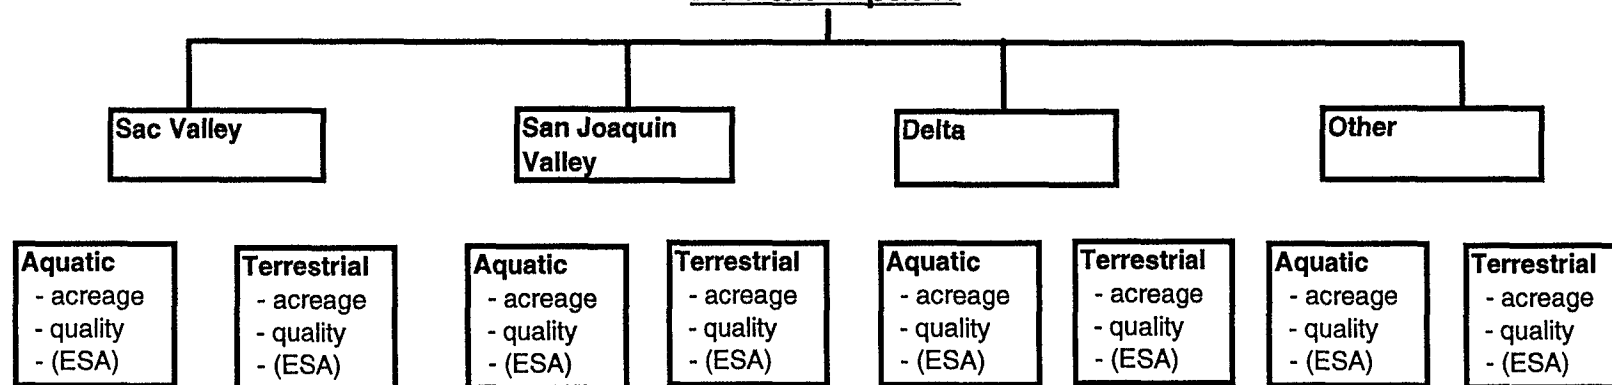 Sac Valley
San Joaquin
Valley
Delta
Other
Aquatic
- acreage
- quality
- (ESA)
Terrestrial
- acreage
- quality
- (ESA)
Aquatic
- acreage
- quality
- (ESA)
Terrestrial
- acreage
- quality
- (ESA)
Aquatic
- acreage
- quality
- (ESA)
Terrestrial
- acreage
- quality
- (ESA)
Aquatic
- acreage
- quality
- (ESA)
Terrestrial
- acreage
- quality
- (ESA)